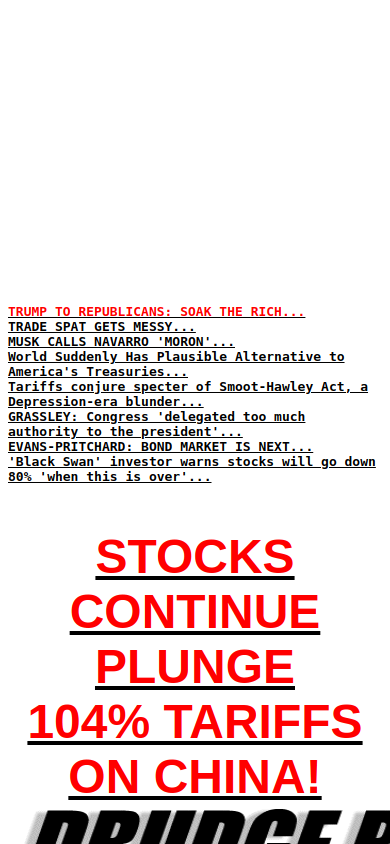 TRUMP TO REPUBLICANS: SOAK THE RICH...
TRADE SPAT GETS MESSY...
MUSK CALLS NAVARRO 'MORON'...
World Suddenly Has Plausible Alternative to
America's Treasuries...
Tariffs conjure specter of Smoot-Hawley Act, a
Depression-era blunder...
GRASSLEY: Congress 'delegated too much
authority to the president'...
EVANS-PRITCHARD: BOND MARKET IS NEXT...
'Black Swan' investor warns stocks will go down
80% 'when this is over'...
STOCKS
CONTINUE
PLUNGE
104% TARIFFS
ON CHINA!
DRUDGE